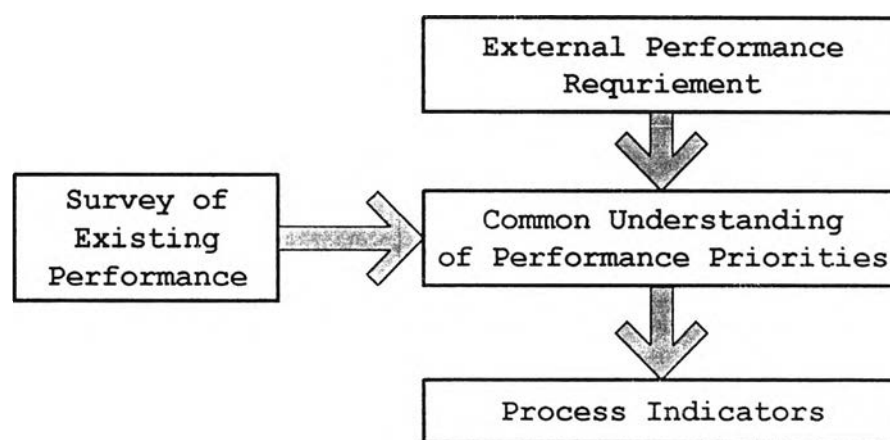 External Performance
Requriement
Survey of
Existing
Performance
Common Understanding
of Performance Priorities
Process Indicators